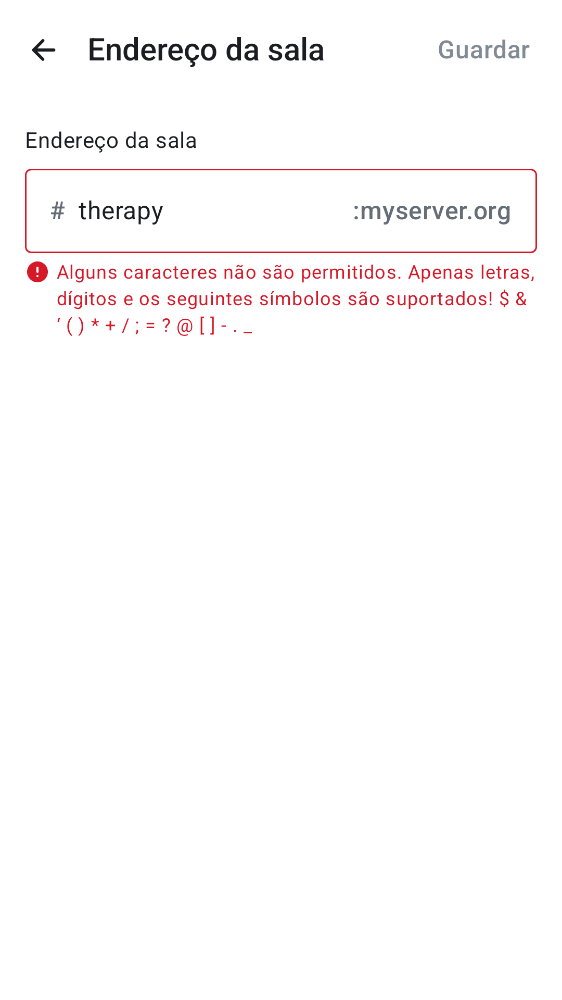 Endereço da sala
Guardar
Endereço da sala
# therapy :myserver.org
Alguns caracteres não são permitidos. Apenas letras,
dígitos e os seguintes símbolos são suportados! $ &
‘ ( ) * + / ; = ? @ [ ] - . _